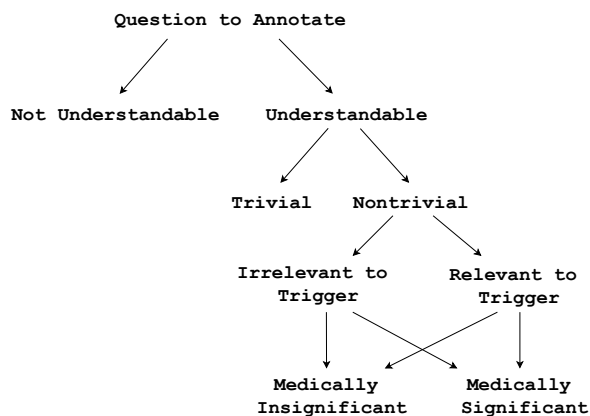 Question to Annotate
Not Understandable Understandable
Trivial Nontrivial
Irrelevant to
Trigger
Relevant to
Trigger
Medically
Insignificant
Medically
Significant